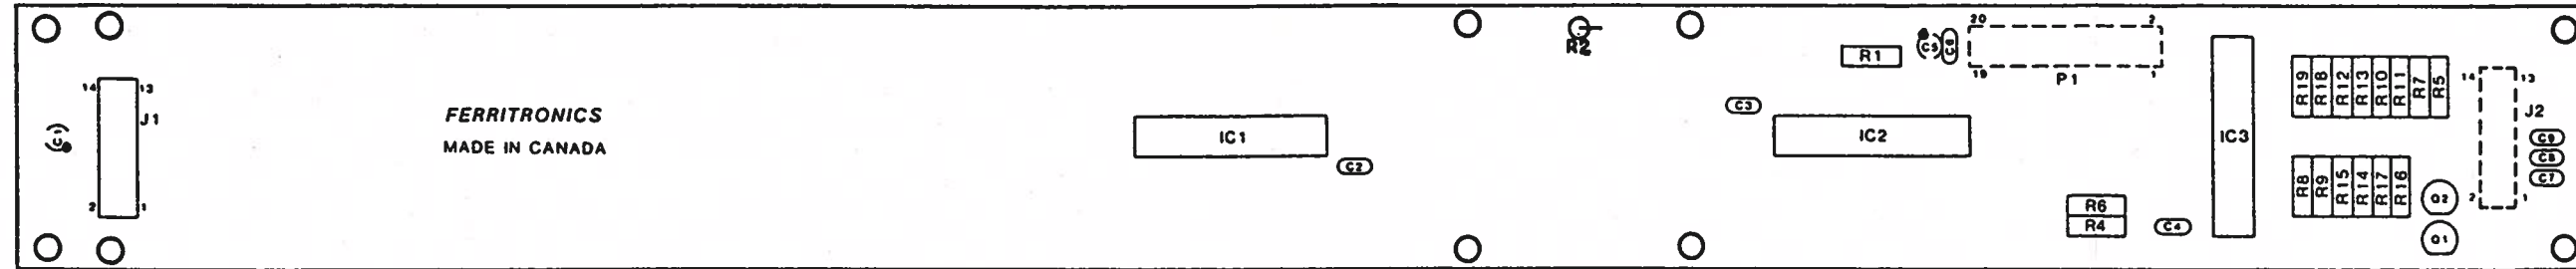 14 13
J1
C1
2 1
FERRITRONICS
MADE IN CANADA
IC1
C2
R2
C3
IC2
R1
C5
C6
20 2
19 1
P1
R6
R4
C4
IC3
R19
R18
R12
R13
R10
R11
R7
R5
R8
R9
R15
R14
R17
R16
Q2
Q1
14 13
J2
2 1
C9
C8
C7